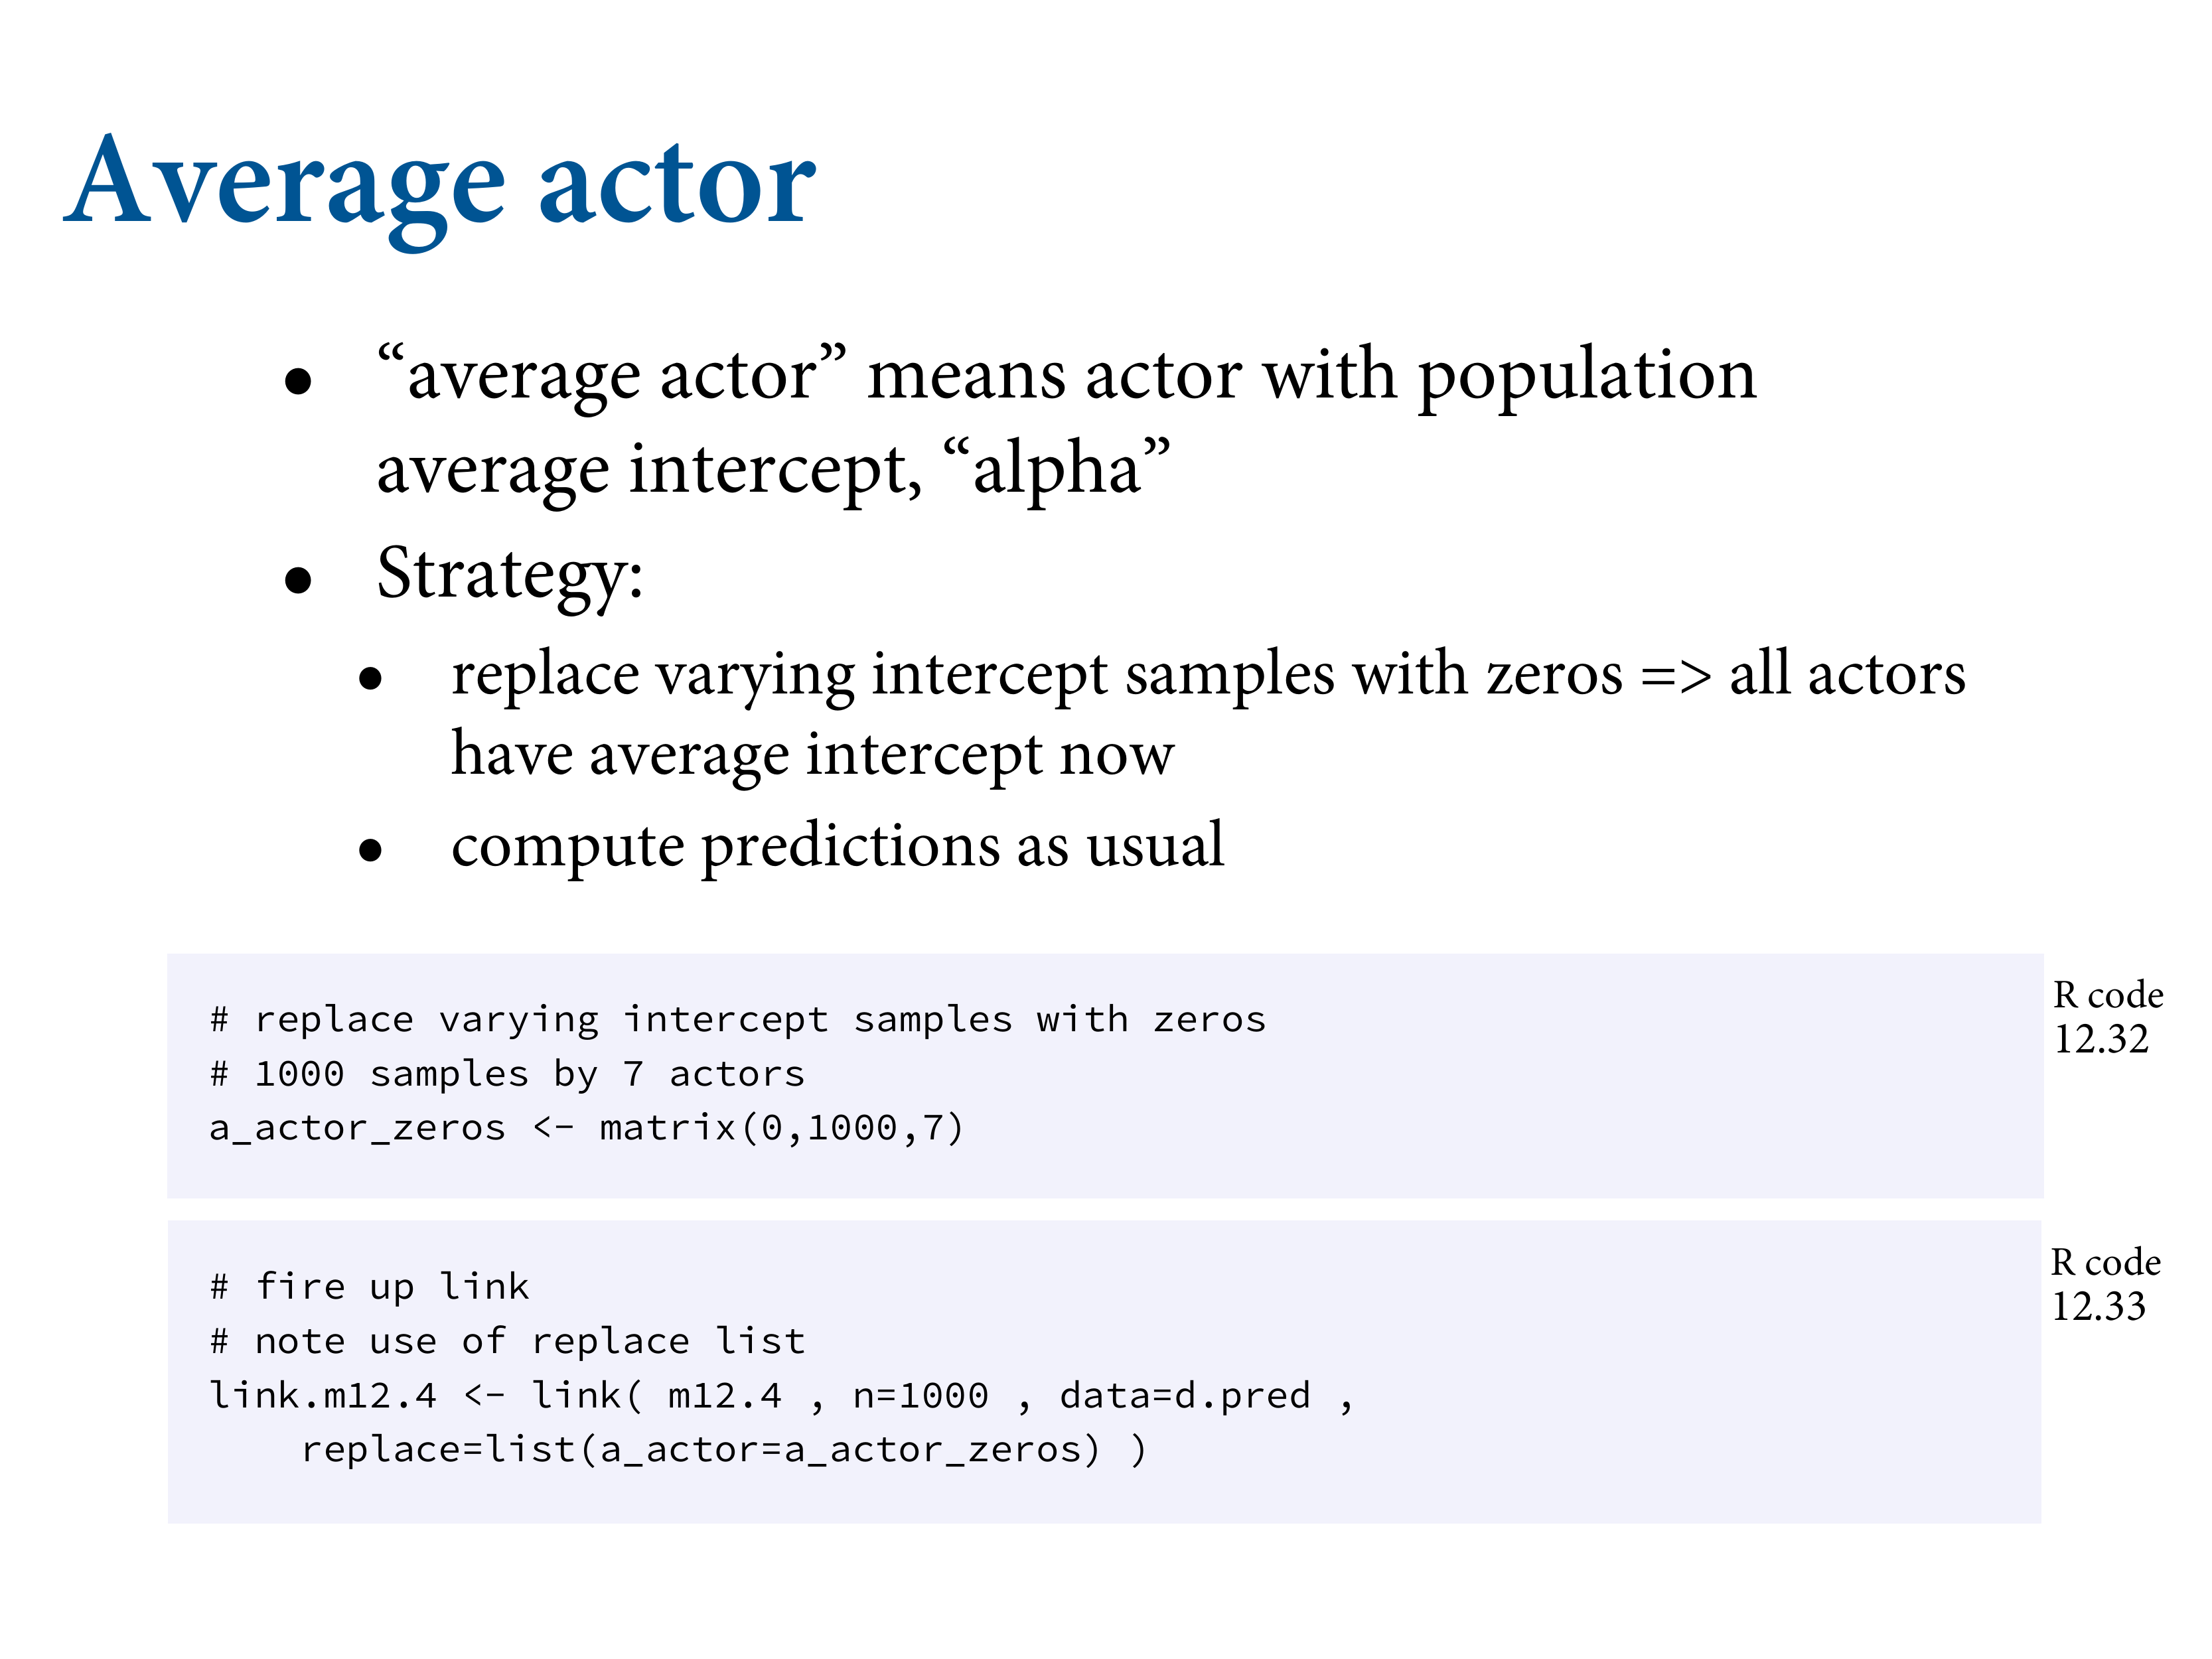 Average actor
• “average actor” means actor with population
average intercept, “alpha”
• Strategy:
• replace varying intercept samples with zeros => all actors
have average intercept now
• compute predictions as usual
R code
12.32
# replace varying intercept samples with zeros
# 1000 samples by 7 actors
a_actor_zeros <- matrix(0,1000,7)
R code
12.33
# fire up link
# note use of replace list
link.m12.4 <- link( m12.4 , n=1000 , data=d.pred ,
    replace=list(a_actor=a_actor_zeros) )